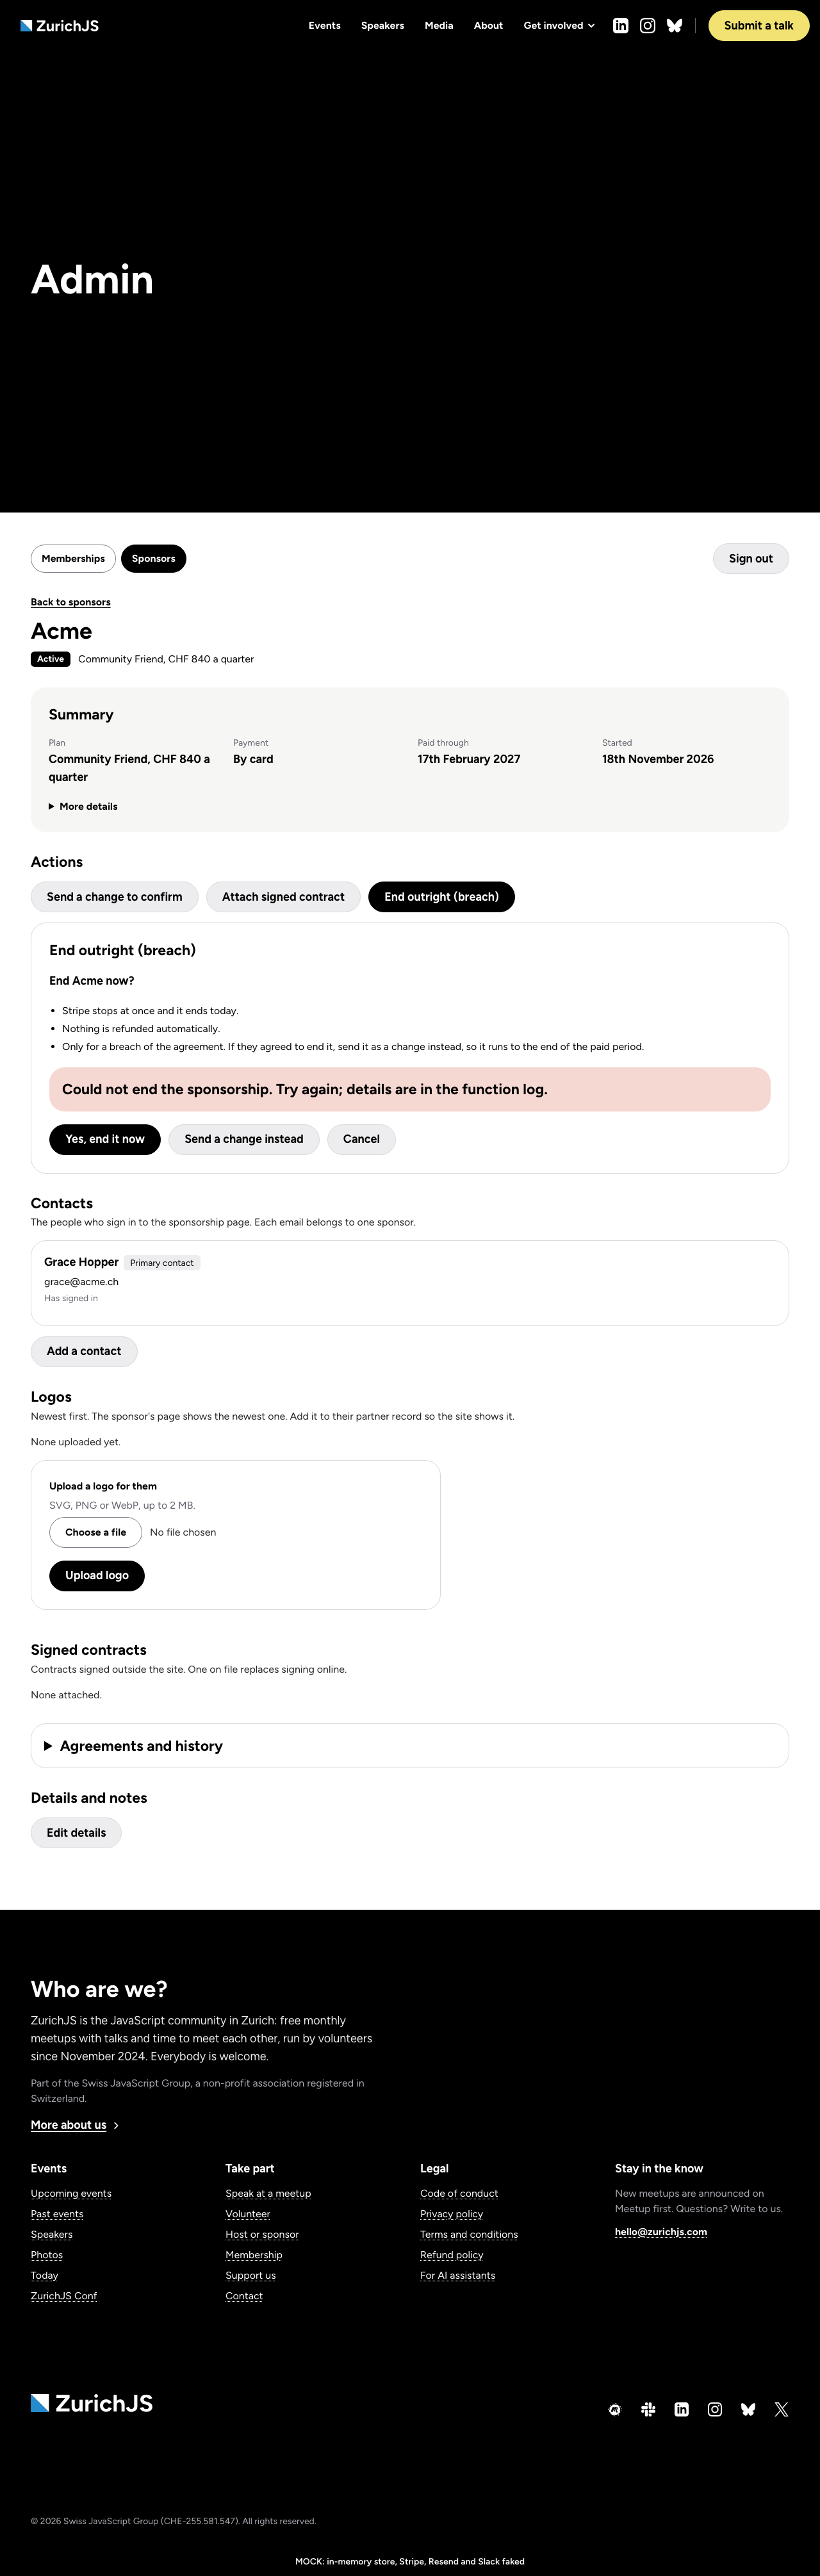 ZurichJS
Events Speakers Media About Get involved Submit a talk
Admin
Memberships Sponsors Sign out
Back to sponsors
Acme
Active Community Friend, CHF 840 a quarter
Summary
Plan Payment Paid through Started
Community Friend, CHF 840 a By card 17th February 2027 18th November 2026
quarter
More details
Actions
Send a change to confirm Attach signed contract End outright (breach)
End outright (breach)
End Acme now?
• Stripe stops at once and it ends today.
• Nothing is refunded automatically.
• Only for a breach of the agreement. If they agreed to end it, send it as a change instead, so it runs to the end of the paid period.
Could not end the sponsorship. Try again; details are in the function log.
Yes, end it now Send a change instead Cancel
Contacts
The people who sign in to the sponsorship page. Each email belongs to one sponsor.
Grace Hopper Primary contact
grace@acme.ch
Has signed in
Add a contact
Logos
Newest first. The sponsor's page shows the newest one. Add it to their partner record so the site shows it.
None uploaded yet.
Upload a logo for them
SVG, PNG or WebP, up to 2 MB.
Choose a file No file chosen
Upload logo
Signed contracts
Contracts signed outside the site. One on file replaces signing online.
None attached.
Agreements and history
Details and notes
Edit details
Who are we?
ZurichJS is the JavaScript community in Zurich: free monthly
meetups with talks and time to meet each other, run by volunteers
since November 2024. Everybody is welcome.
Part of the Swiss JavaScript Group, a non-profit association registered in
Switzerland.
More about us
Events Take part Legal Stay in the know
Upcoming events Speak at a meetup Code of conduct New meetups are announced on
Past events Volunteer Privacy policy Meetup first. Questions? Write to us.
Speakers Host or sponsor Terms and conditions hello@zurichjs.com
Photos Membership Refund policy
Today Support us For AI assistants
ZurichJS Conf Contact
ZurichJS
© 2026 Swiss JavaScript Group (CHE-255.581.547). All rights reserved.
MOCK: in-memory store, Stripe, Resend and Slack faked